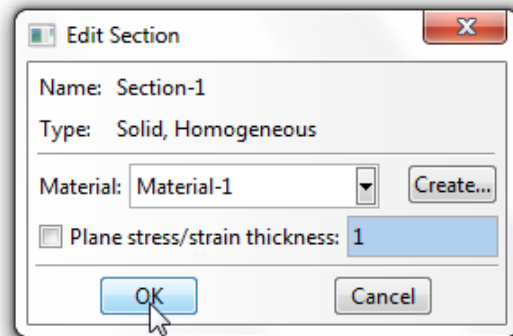 Edit Section
Name: Section-1
Type: Solid, Homogeneous
Material: Material-1 Create...
Plane stress/strain thickness: 1
OK Cancel